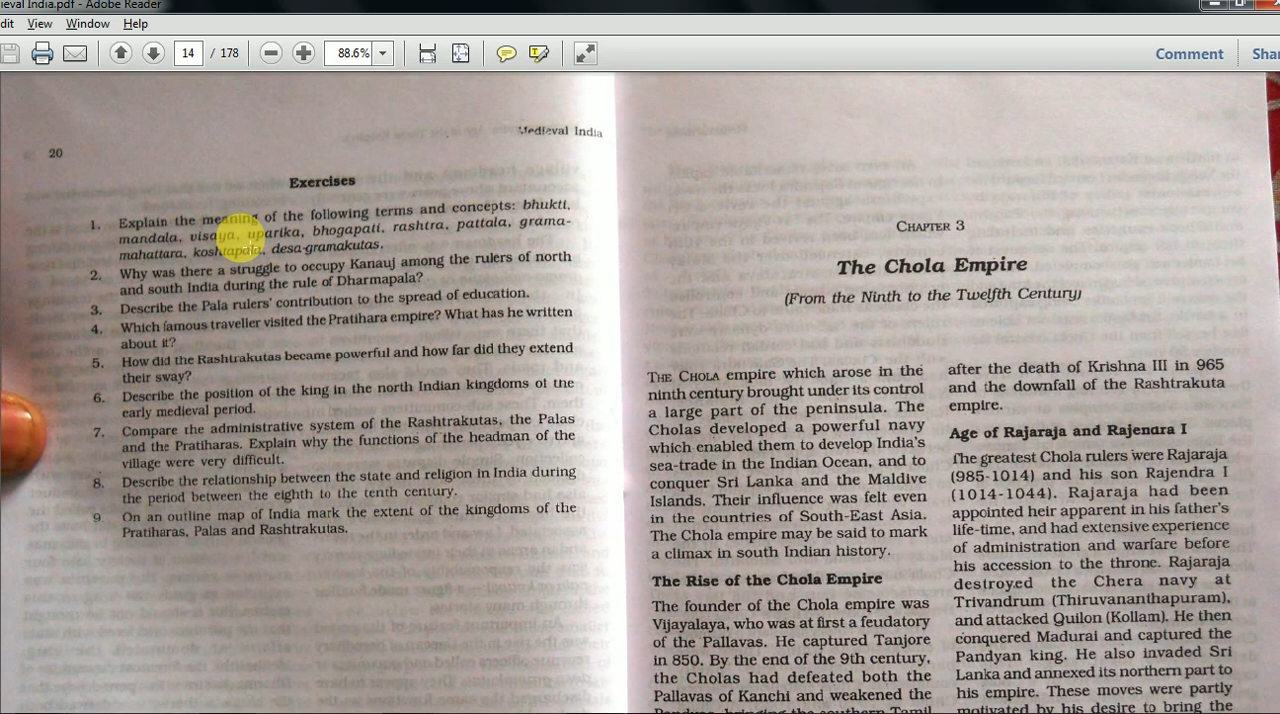 ieval India.pdf - Adobe Reader
dit View Window Help
14 / 178 88.6% Comment Shar
Medieval India
20
Exercises
1. Explain the meaning of the following terms and concepts: bhukti,
mandala, visaya, uparika, bhogapati, rashtra, pattala, grama-
mahattara, koshtapala, desa-gramakutas.
2. Why was there a struggle to occupy Kanauj among the rulers of north
and south India during the rule of Dharmapala?
3. Describe the Pala rulers' contribution to the spread of education.
4. Which famous traveller visited the Pratihara empire? What has he written
about it?
5. How did the Rashtrakutas became powerful and how far did they extend
their sway?
6. Describe the position of the king in the north Indian kingdoms of the
early medieval period.
7. Compare the administrative system of the Rashtrakutas, the Palas
and the Pratiharas. Explain why the functions of the headman of the
village were very difficult.
8. Describe the relationship between the state and religion in India during
the period between the eighth to the tenth century.
9. On an outline map of India mark the extent of the kingdoms of the
Pratiharas, Palas and Rashtrakutas.
CHAPTER 3
The Chola Empire
(From the Ninth to the Twelfth Century)
THE CHOLA empire which arose in the
ninth century brought under its control
a large part of the peninsula. The
Cholas developed a powerful navy
which enabled them to develop India's
sea-trade in the Indian Ocean, and to
conquer Sri Lanka and the Maldive
Islands. Their influence was felt even
in the countries of South-East Asia.
The Chola empire may be said to mark
a climax in south Indian history.
The Rise of the Chola Empire
The founder of the Chola empire was
Vijayalaya, who was at first a feudatory
of the Pallavas. He captured Tanjore
in 850. By the end of the 9th century,
the Cholas had defeated both the
Pallavas of Kanchi and weakened the
bringing the southern Tamil
after the death of Krishna III in 965
and the downfall of the Rashtrakuta
empire.
Age of Rajaraja and Rajendra I
The greatest Chola rulers were Rajaraja
(985-1014) and his son Rajendra I
(1014-1044). Rajaraja had been
appointed heir apparent in his father's
life-time, and had extensive experience
of administration and warfare before
his accession to the throne. Rajaraja
destroyed the Chera navy at
Trivandrum (Thiruvananthapuram),
and attacked Quilon (Kollam). He then
conquered Madurai and captured the
Pandyan king. He also invaded Sri
Lanka and annexed its northern part to
his empire. These moves were partly
motivated by his desire to bring the